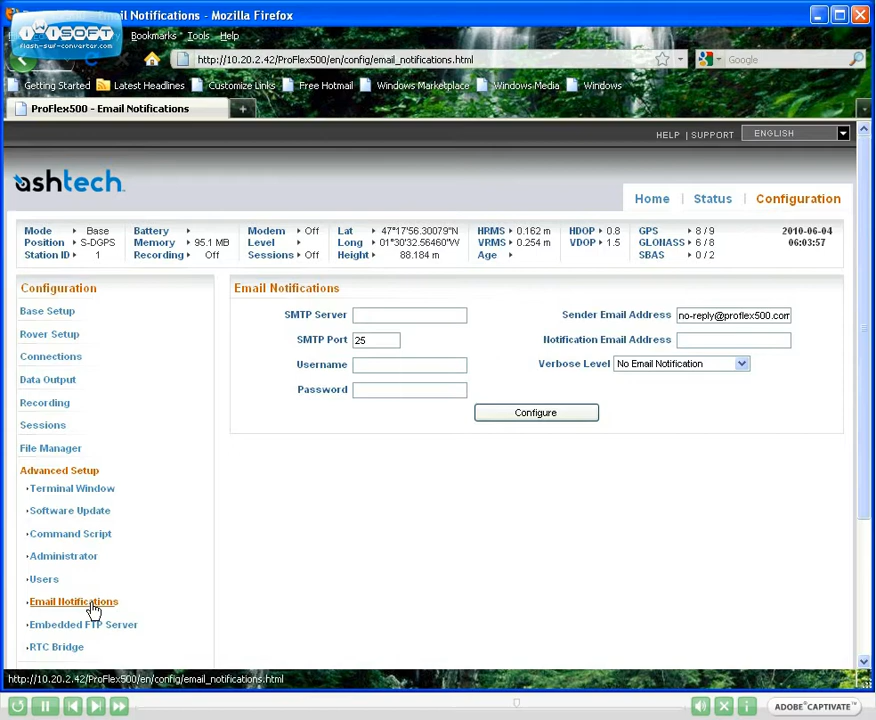 Email Notifications - Mozilla Firefox
iWiSOFT
flash-swf-converter.com
Bookmarks Tools Help
http://10.20.2.42/ProFlex500/en/config/email_notifications.html
Google
Getting Started Latest Headlines Customize Links Free Hotmail Windows Marketplace Windows Media Windows
ProFlex500 - Email Notifications
HELP | SUPPORT ENGLISH
ashtech
Home Status Configuration
Mode Base Battery Modem Off Lat 47°17'56.30079"N HRMS 0.162 m HDOP 0.8 GPS 8 / 9 2010-06-04
Position S-DGPS Memory 95.1 MB Level Long 01°30'32.56460"W VRMS 0.254 m VDOP 1.5 GLONASS 6 / 8 06:03:57
Station ID 1 Recording Off Sessions Off Height 88.184 m Age SBAS 0 / 2
Configuration
Base Setup
Rover Setup
Connections
Data Output
Recording
Sessions
File Manager
Advanced Setup
Terminal Window
Software Update
Command Script
Administrator
Users
Email Notifications
Embedded FTP Server
RTC Bridge
Email Notifications
SMTP Server Sender Email Address no-reply@proflex500.com
SMTP Port 25 Notification Email Address
Username Verbose Level No Email Notification
Password
Configure
http://10.20.2.42/ProFlex500/en/config/email_notifications.html
ADOBE® CAPTIVATE™